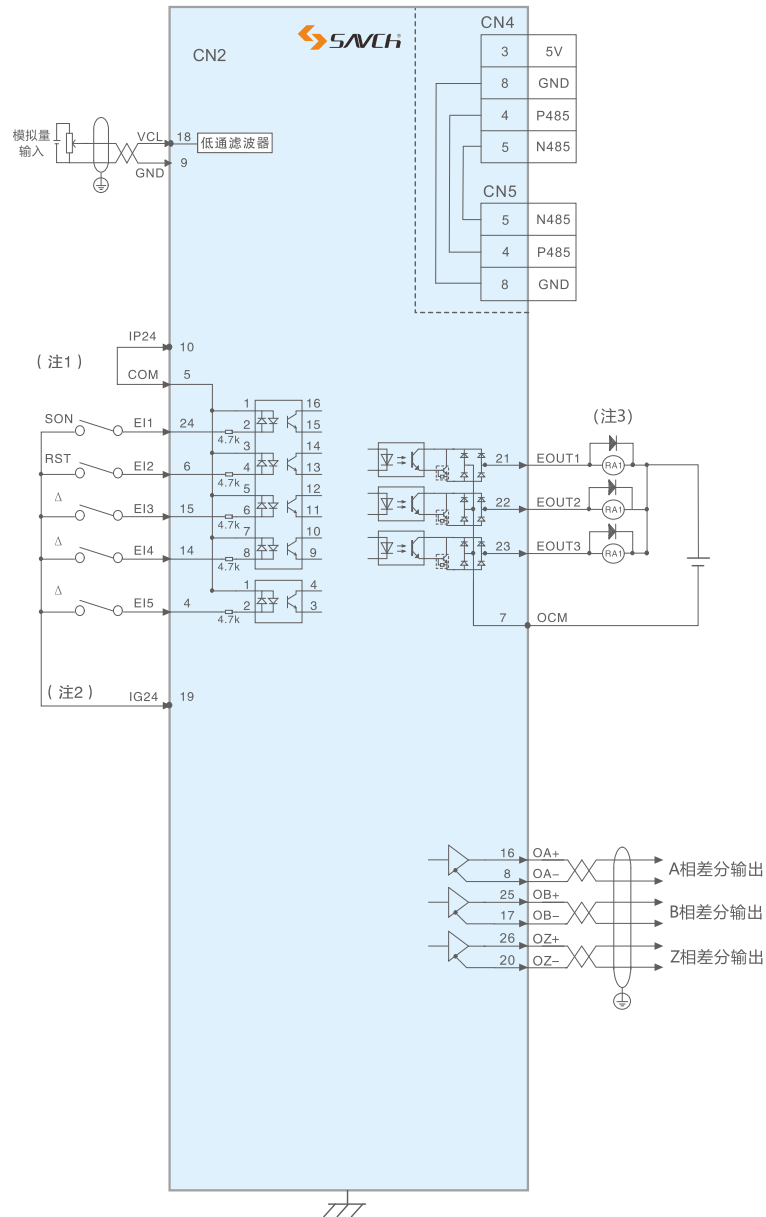 CN2
SAVCH
CN4
3 5V
8 GND
4 P485
5 N485
CN5
5 N485
4 P485
8 GND
模拟量
输入
VCL 18 低通滤波器
GND 9
(注1)
IP24 10
COM 5
SON EI1 24 4.7k 1 2 16 15
RST EI2 6 4.7k 3 4 14 13
Δ EI3 15 4.7k 5 6 12 11
Δ EI4 14 4.7k 7 8 10 9
Δ EI5 4 4.7k 1 2 4 3
(注2) IG24 19
(注3)
21 EOUT1 RA1
22 EOUT2 RA1
23 EOUT3 RA1
7 OCM
16 OA+
8 OA−
A相差分输出
25 OB+
17 OB−
B相差分输出
26 OZ+
20 OZ−
Z相差分输出